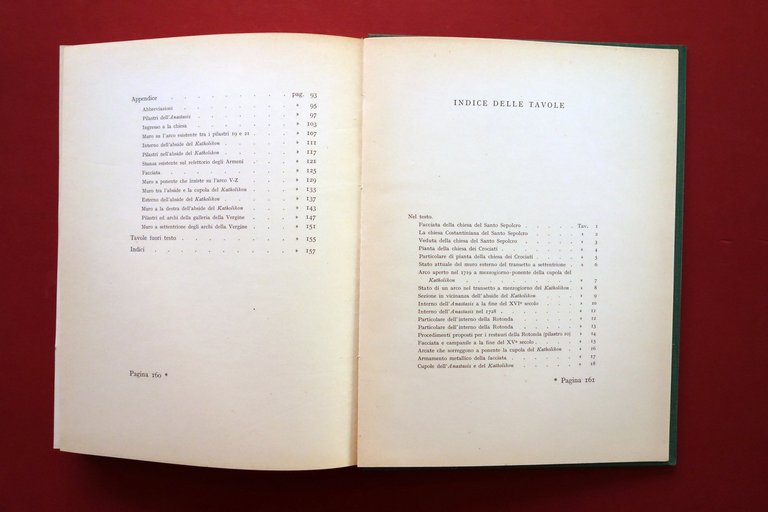 Appendice . . . . . . . . pag. 93
Abbreviazioni . . . . . . . » 95
Pilastri dell'Anastasis . . . . . . » 97
Ingresso a la chiesa . . . . . . » 103
Muro su l'arco esistente tra i pilastri 19 e 21 . . . » 107
Interno dell'abside del Katholikon . . . . » 111
Pilastri nell'abside del Katholikon . . . . » 117
Stanza esistente sul refettorio degli Armeni . . . » 121
Facciata . . . . . . . . » 125
Muro a ponente che insiste su l'arco V-Z . . . » 129
Muro tra l'abside e la cupola del Katholikon . . . » 133
Esterno dell'abside del Katholikon . . . . » 137
Muro a la destra dell'abside del Katholikon . . . » 143
Pilastri ed archi della galleria della Vergine . . . » 147
Muro a settentrione degli archi della Vergine . . . » 151
Tavole fuori testo . . . . . . . » 155
Indici . . . . . . . . . » 157
Pagina 160 *
INDICE DELLE TAVOLE
Nel testo.
Facciata della chiesa del Santo Sepolcro . . . . Tav. 1
La chiesa Costantiniana del Santo Sepolcro . . . . » 2
Veduta della chiesa del Santo Sepolcro . . . . » 3
Pianta della chiesa dei Crociati . . . . . » 4
Particolare di pianta della chiesa dei Crociati . . . » 5
Stato attuale del muro esterno del transetto a settentrione . » 6
Arco aperto nel 1719 a mezzogiorno-ponente della cupola del
Katholikon . . . . . . . » 7
Stato di un arco nel transetto a mezzogiorno del Katholikon . » 8
Sezione in vicinanza dell'abside del Katholikon . . . » 9
Interno dell'Anastasis a la fine del XVIº secolo . . . » 10
Interno dell'Anastasis nel 1728 . . . . . » 11
Particolare dell'interno della Rotonda . . . . » 12
Particolare dell'interno della Rotonda . . . . » 13
Procedimenti proposti per i restauri della Rotonda (pilastro 10) » 14
Facciata e campanile a la fine del XVº secolo . . . » 15
Arcate che sorreggono a ponente la cupola del Katholikon . » 16
Armamento metallico della facciata . . . . » 17
Cupole dell'Anastasis e del Katholikon . . . . » 18
* Pagina 161